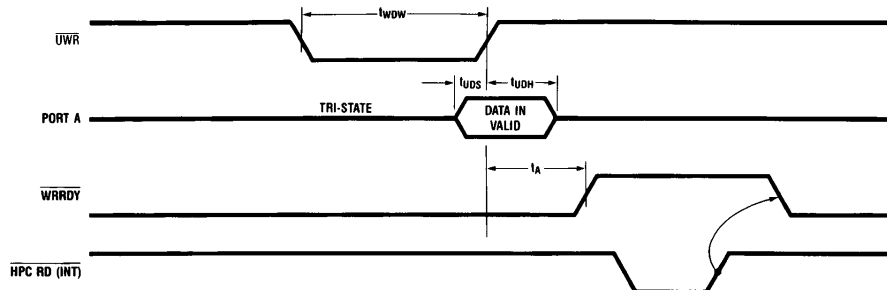 tWDW
UWR
tUDS
tUDH
TRI-STATE
PORT A
DATA IN
VALID
tA
WRRDY
HPC RD (INT)